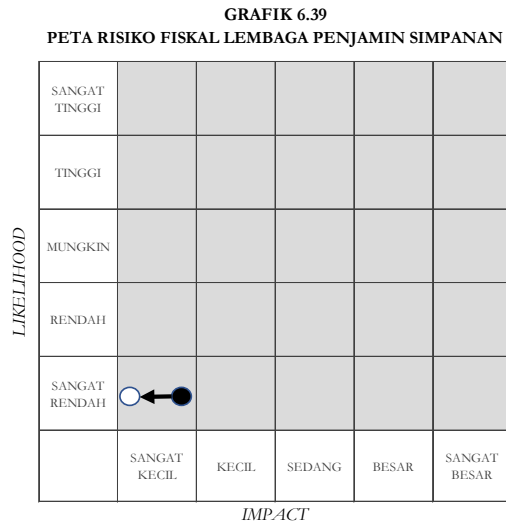 GRAFIK 6.39
PETA RISIKO FISKAL LEMBAGA PENJAMIN SIMPANAN
SANGAT
TINGGI
TINGGI
MUNGKIN
RENDAH
SANGAT
RENDAH
LIKELIHOOD
SANGAT
KECIL
KECIL
SEDANG
BESAR
SANGAT
BESAR
IMPACT